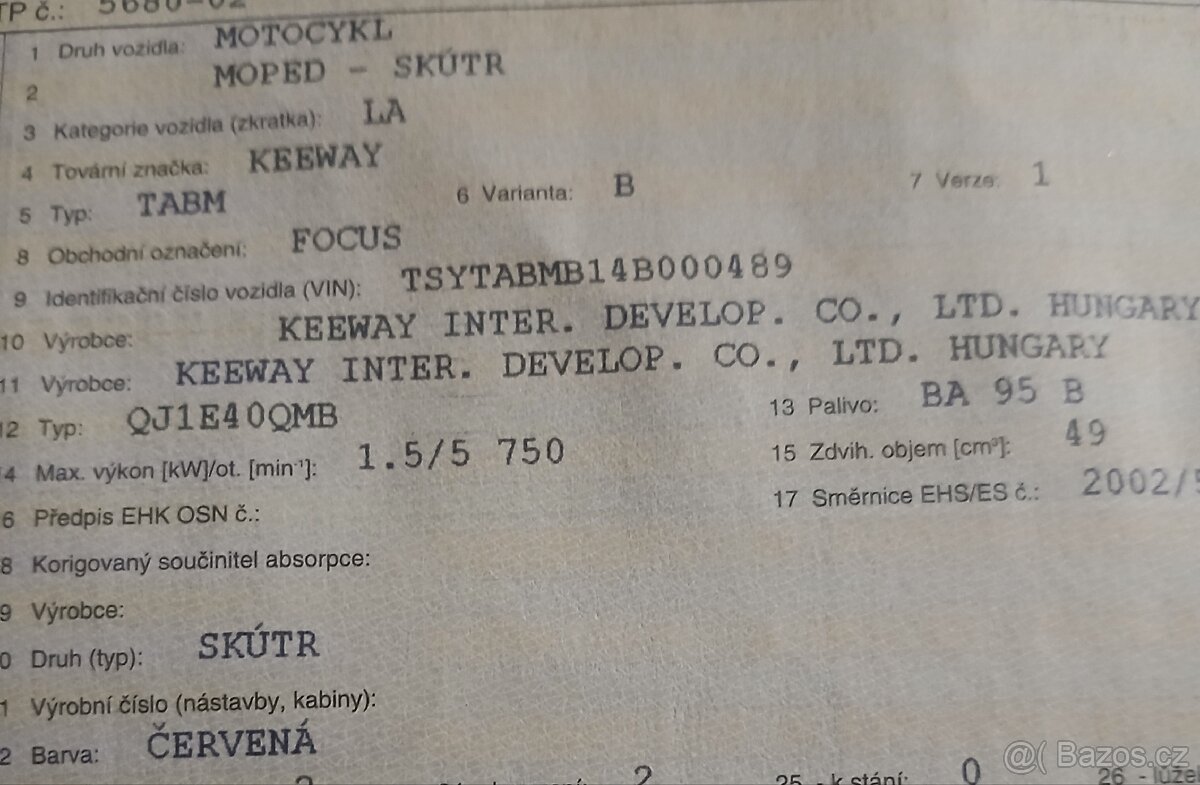 TP č.: 5680-02
1 Druh vozidla: MOTOCYKL
2 MOPED - SKÚTR
3 Kategorie vozidla (zkratka): LA
4 Tovární značka: KEEWAY
5 Typ: TABM 6 Varianta: B 7 Verze: 1
8 Obchodní označení: FOCUS
9 Identifikační číslo vozidla (VIN): TSYTABMB14B000489
10 Výrobce: KEEWAY INTER. DEVELOP. CO., LTD. HUNGARY
11 Výrobce: KEEWAY INTER. DEVELOP. CO., LTD. HUNGARY
12 Typ: QJ1E40QMB 13 Palivo: BA 95 B
4 Max. výkon [kW]/ot. [min⁻¹]: 1.5/5 750 15 Zdvih. objem [cm³]: 49
6 Předpis EHK OSN č.: 17 Směrnice EHS/ES č.: 2002/
8 Korigovaný součinitel absorpce:
9 Výrobce:
0 Druh (typ): SKÚTR
1 Výrobní číslo (nástavby, kabiny):
2 Barva: ČERVENÁ
2 25 - k stání: 0 26 - lůžek
@( Bazos.cz